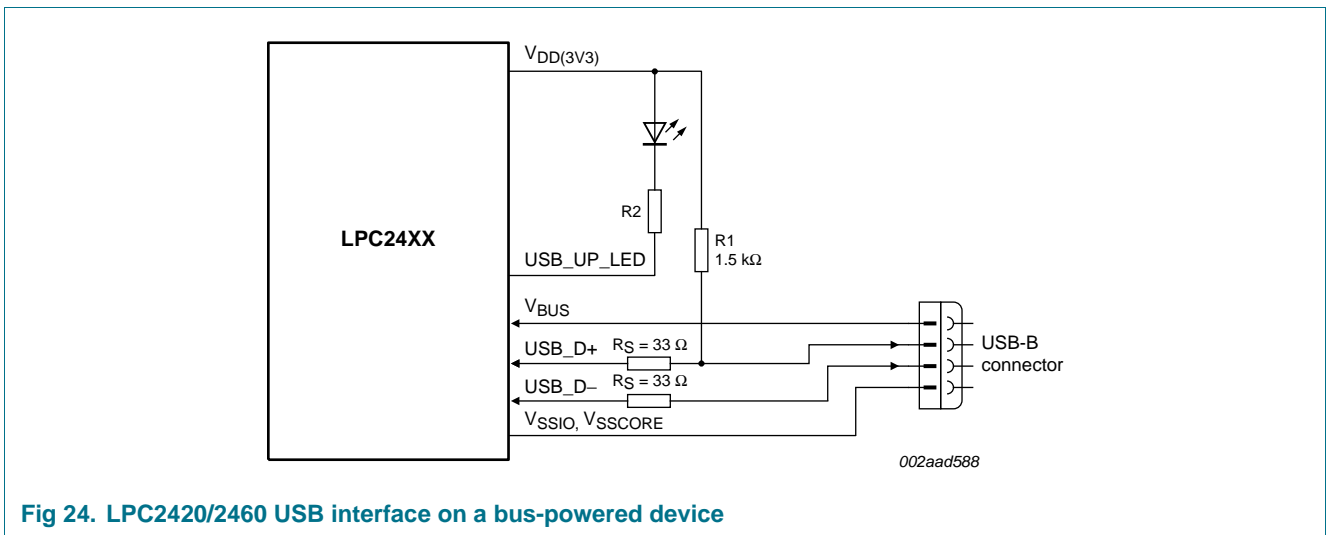 VDD(3V3)
R2
LPC24XX
R1
1.5 kΩ
USB_UP_LED
VBUS
USB_D+ RS = 33 Ω
USB_D− RS = 33 Ω
VSSIO, VSSCORE
USB-B
connector
002aad588
Fig 24. LPC2420/2460 USB interface on a bus-powered device